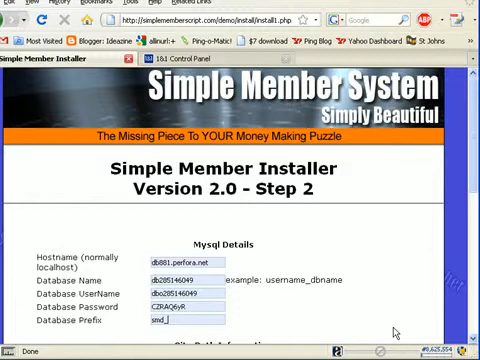 Edit View History Bookmarks Tools Help
http://simplememberscript.com/demo/install/install1.php
Google
ABP
Most Visited Blogger: Ideazine allinurl:+ Ping-o-Matic! $7 download Ping Blog Yahoo Dashboard St Johns
Simple Member Installer 1&1 Control Panel
Simple Member System
Simply Beautiful
The Missing Piece To YOUR Money Making Puzzle
Simple Member Installer
Version 2.0 - Step 2
Mysql Details
Hostname (normally
localhost) db881.perfora.net
Database Name db285146049 example: username_dbname
Database UserName dbo285146049
Database Password CZRAQ6yR
Database Prefix smd_
Done #8,625,554